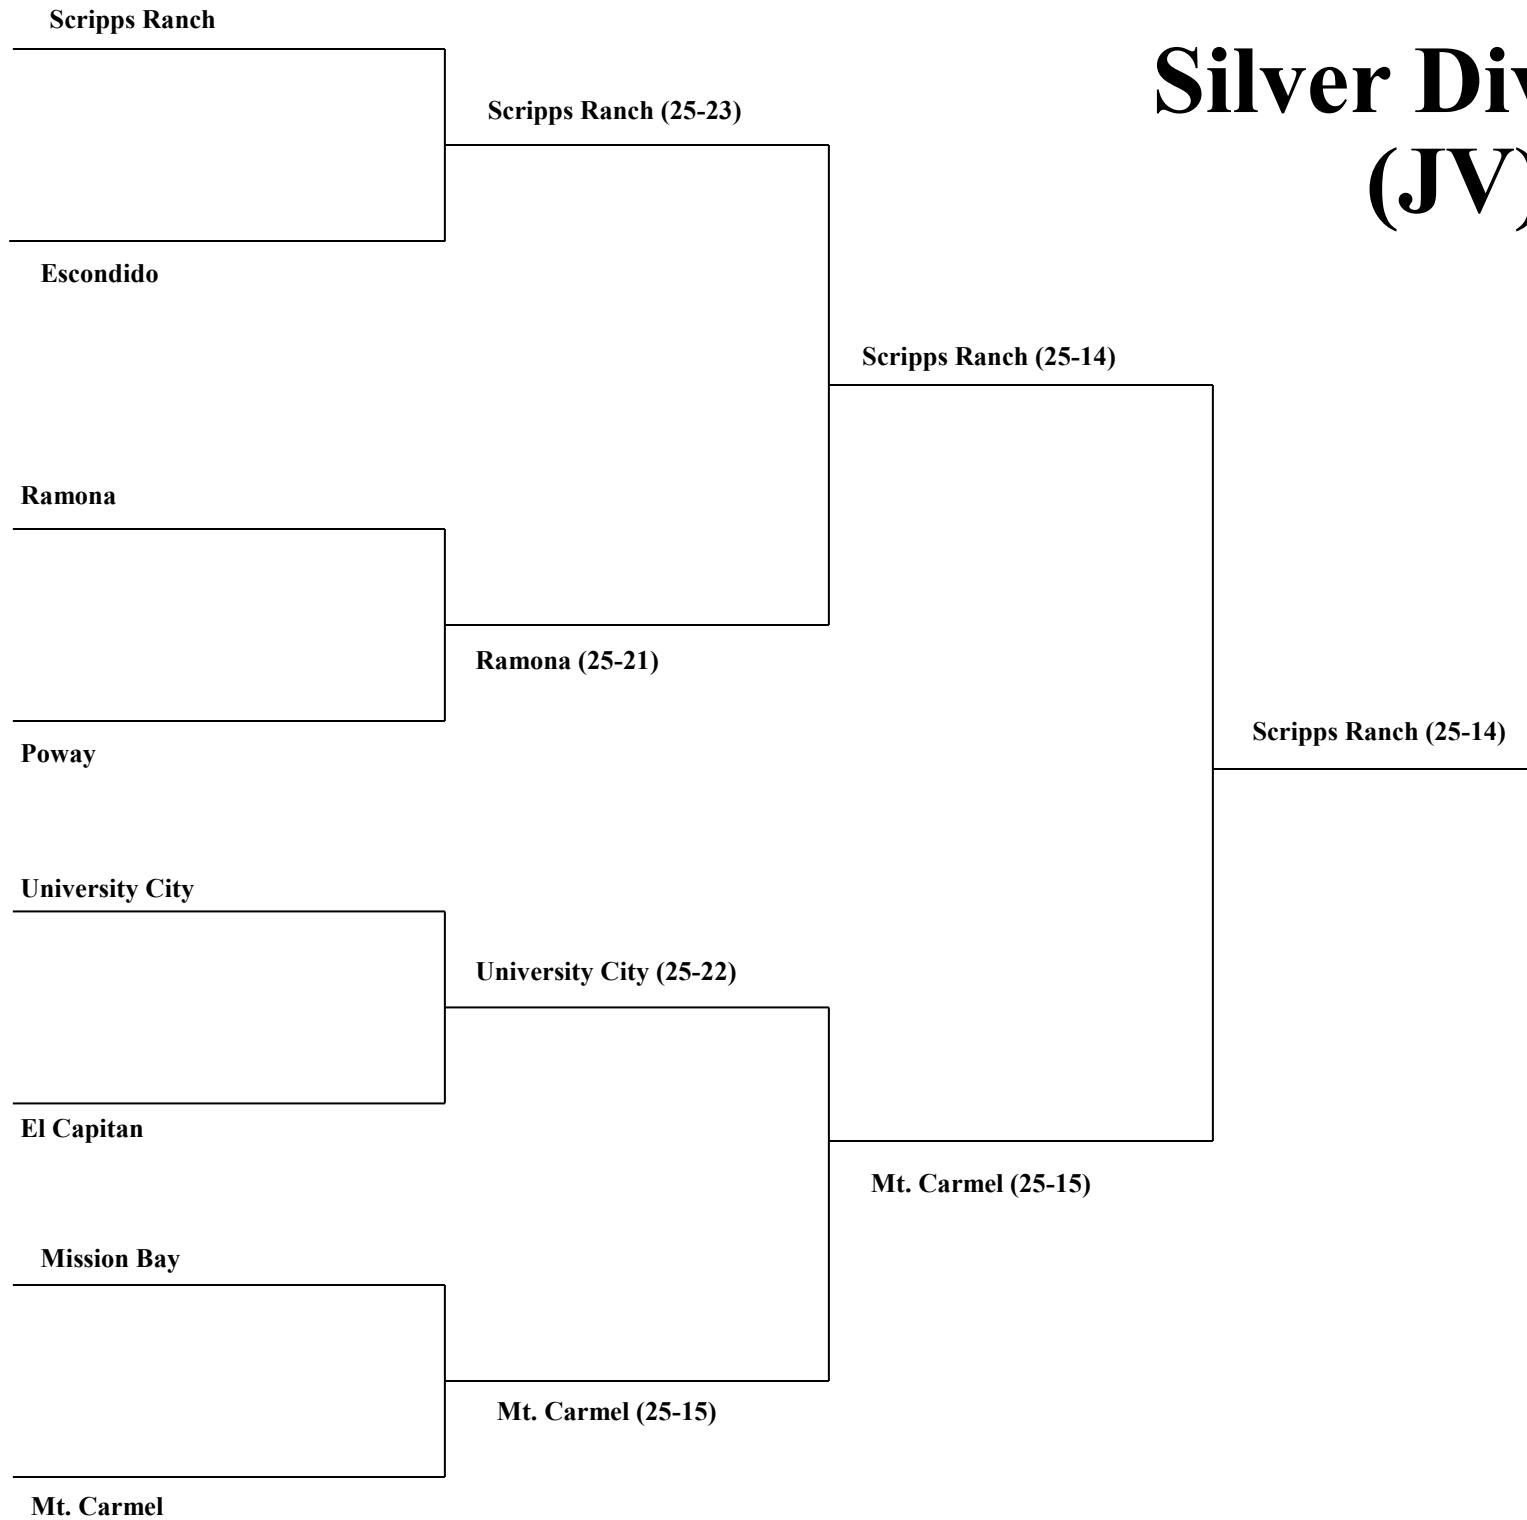 Scripps Ranch
Silver Div
(JV)
Scripps Ranch (25-23)
Escondido
Scripps Ranch (25-14)
Ramona
Ramona (25-21)
Poway
Scripps Ranch (25-14)
University City
University City (25-22)
El Capitan
Mt. Carmel (25-15)
Mission Bay
Mt. Carmel (25-15)
Mt. Carmel